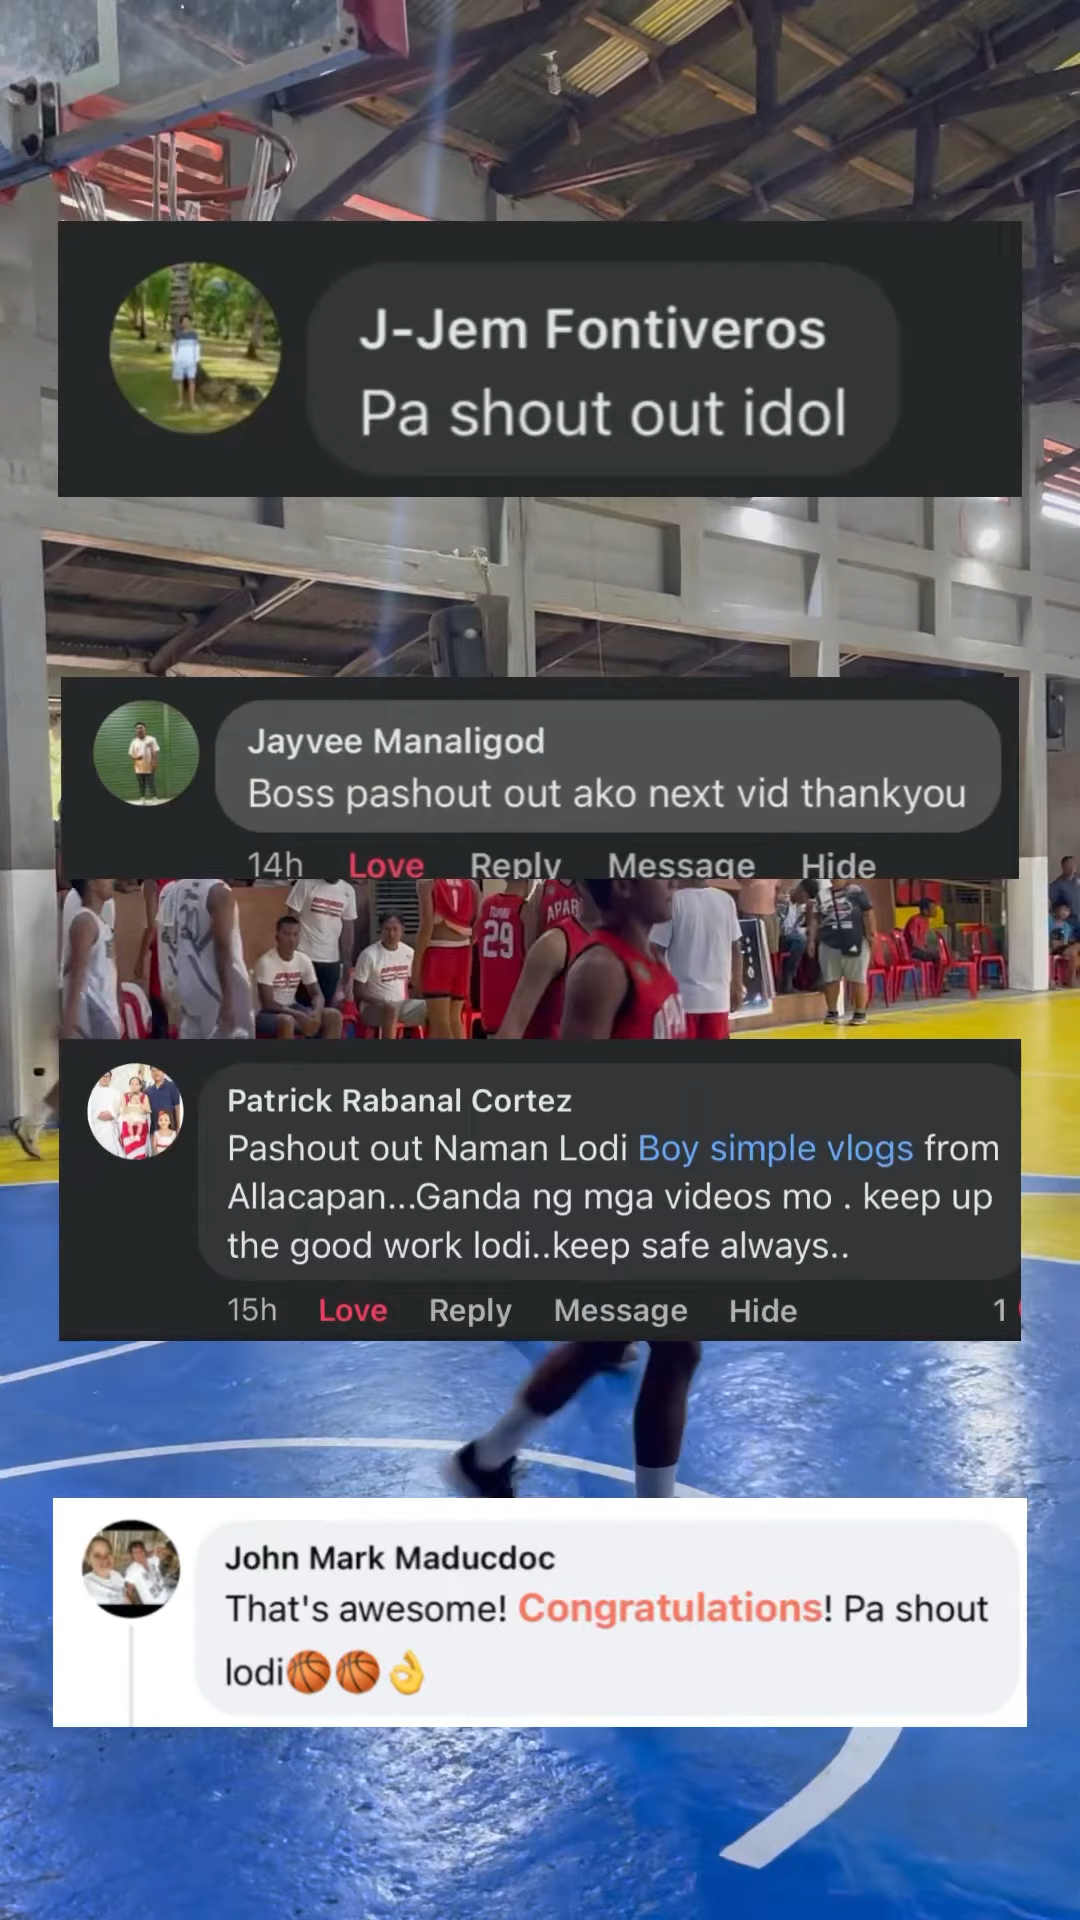 J-Jem Fontiveros
Pa shout out idol
Jayvee Manaligod
Boss pashout out ako next vid thankyou
14h Love Reply Message Hide
29
APAR
Patrick Rabanal Cortez
Pashout out Naman Lodi Boy simple vlogs from
Allacapan...Ganda ng mga videos mo . keep up
the good work lodi..keep safe always..
15h Love Reply Message Hide 1
John Mark Maducdoc
That's awesome! Congratulations! Pa shout
lodi🏀🏀👌